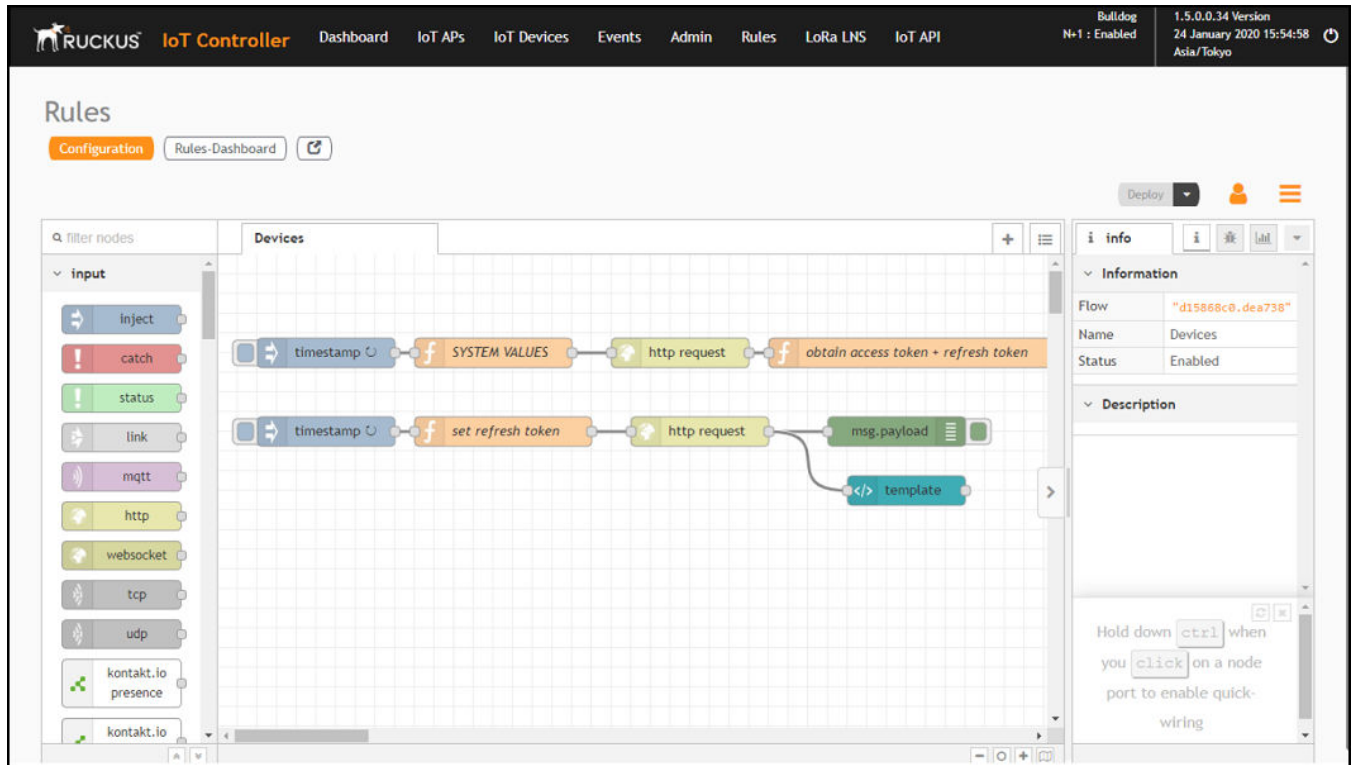 RUCKUS IoT Controller Dashboard IoT APs IoT Devices Events Admin Rules LoRa LNS IoT API
Bulldog
N+1 : Enabled
1.5.0.0.34 Version
24 January 2020 15:54:58
Asia/Tokyo
Rules
Configuration Rules-Dashboard
Deploy
filter nodes
Devices
i info
i
input
inject
catch
status
link
mqtt
http
websocket
tcp
udp
kontakt.io
presence
kontakt.io
timestamp ↻ f SYSTEM VALUES http request f obtain access token + refresh token
timestamp ↻ f set refresh token http request msg.payload
</> template
Information
Flow "d15868c0.dea738"
Name Devices
Status Enabled
Description
Hold down ctrl when
you click on a node
port to enable quick-
wiring